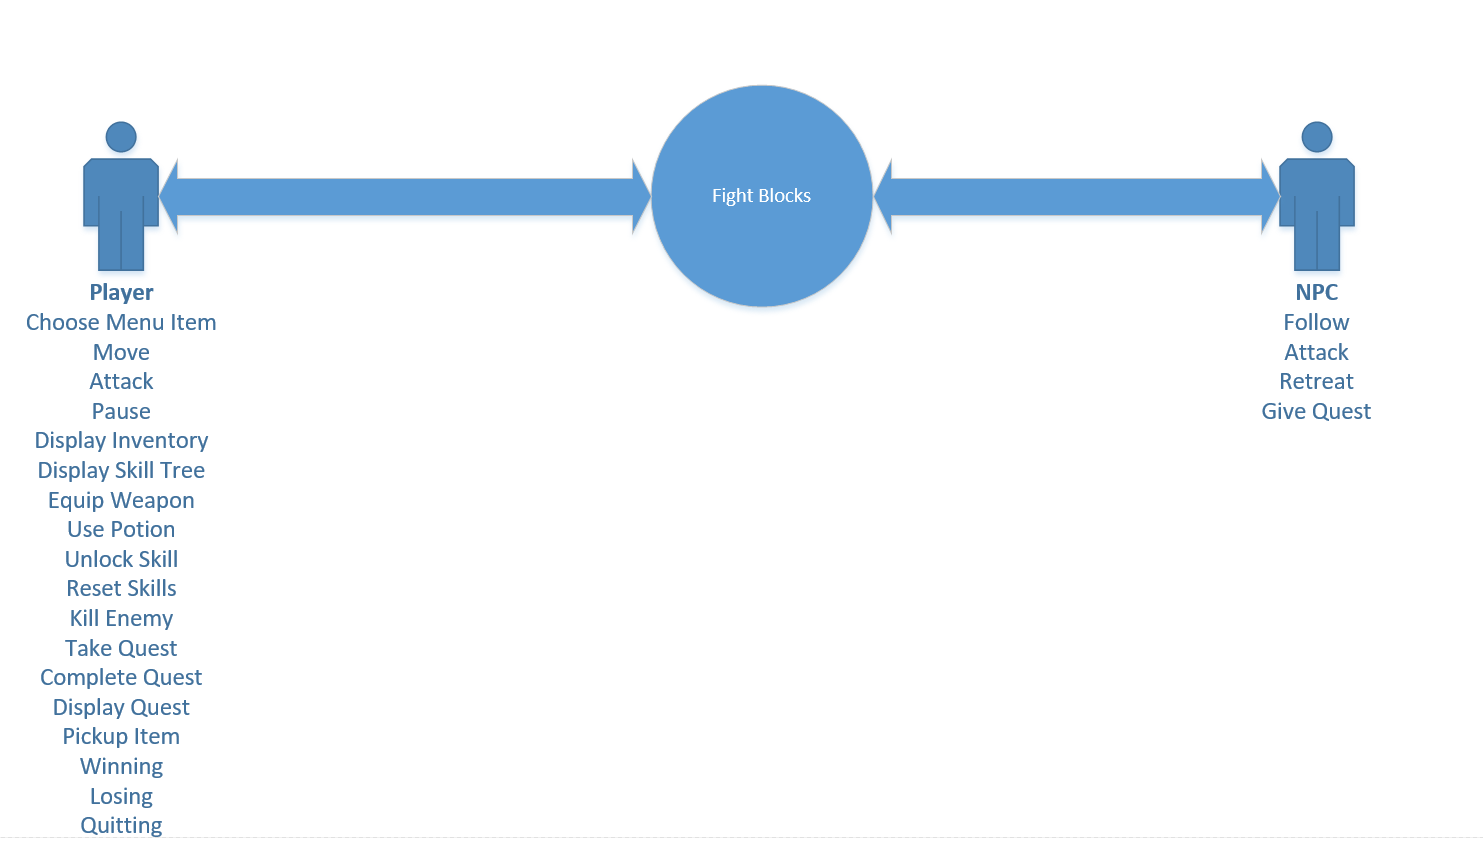 Fight Blocks
Player
Choose Menu Item
Move
Attack
Pause
Display Inventory
Display Skill Tree
Equip Weapon
Use Potion
Unlock Skill
Reset Skills
Kill Enemy
Take Quest
Complete Quest
Display Quest
Pickup Item
Winning
Losing
Quitting
NPC
Follow
Attack
Retreat
Give Quest